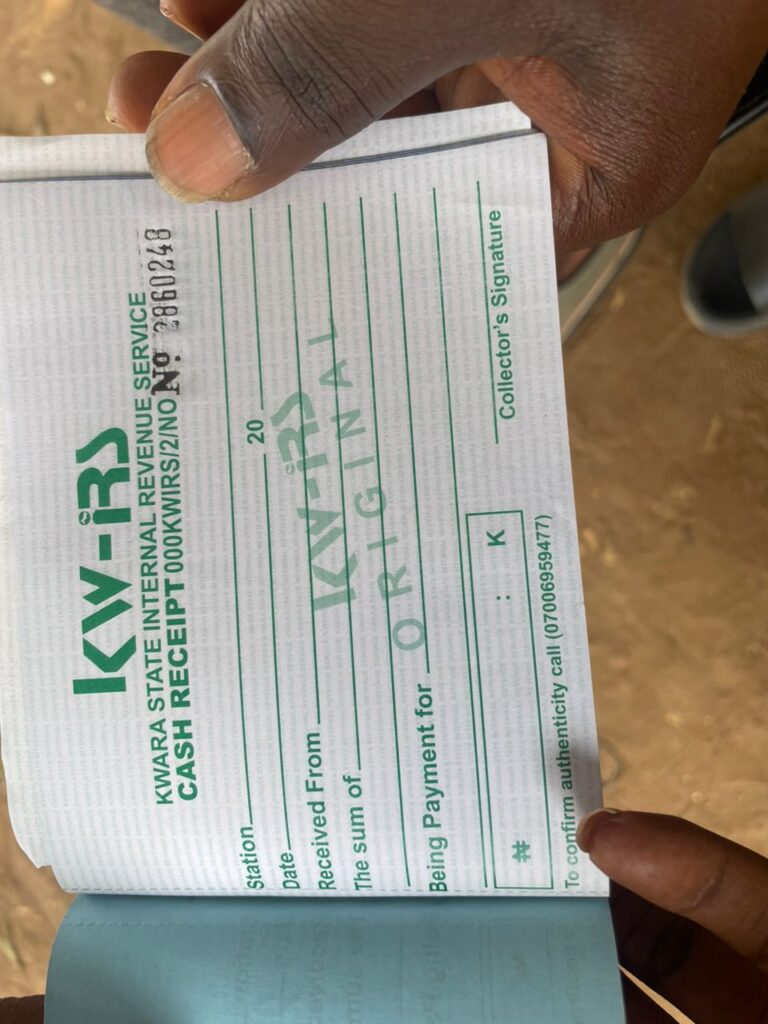 KW-iRS
KWARA STATE INTERNAL REVENUE SERVICE
CASH RECEIPT 000KWIRS/2/NO Nº 2860248
Station
Date 20
Received From
KW-iRS
The sum of
ORIGINAL
Being Payment for
# : K
Collector's Signature
To confirm authenticity call (07006959477)